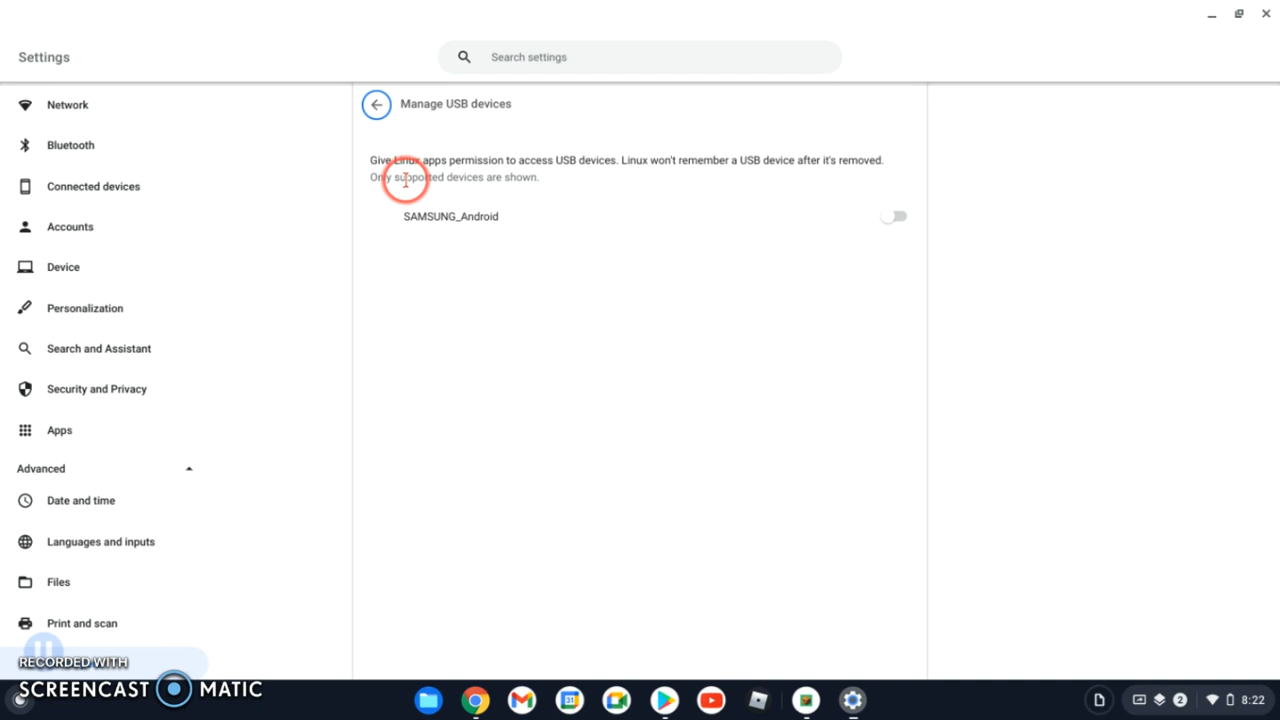 Settings
Search settings
Network
Bluetooth
Connected devices
Accounts
Device
Personalization
Search and Assistant
Security and Privacy
Apps
Advanced
Date and time
Languages and inputs
Files
Print and scan
Manage USB devices
Give Linux apps permission to access USB devices. Linux won't remember a USB device after it's removed.
Only supported devices are shown.
SAMSUNG_Android
RECORDED WITH
SCREENCAST MATIC
31
2
8:22